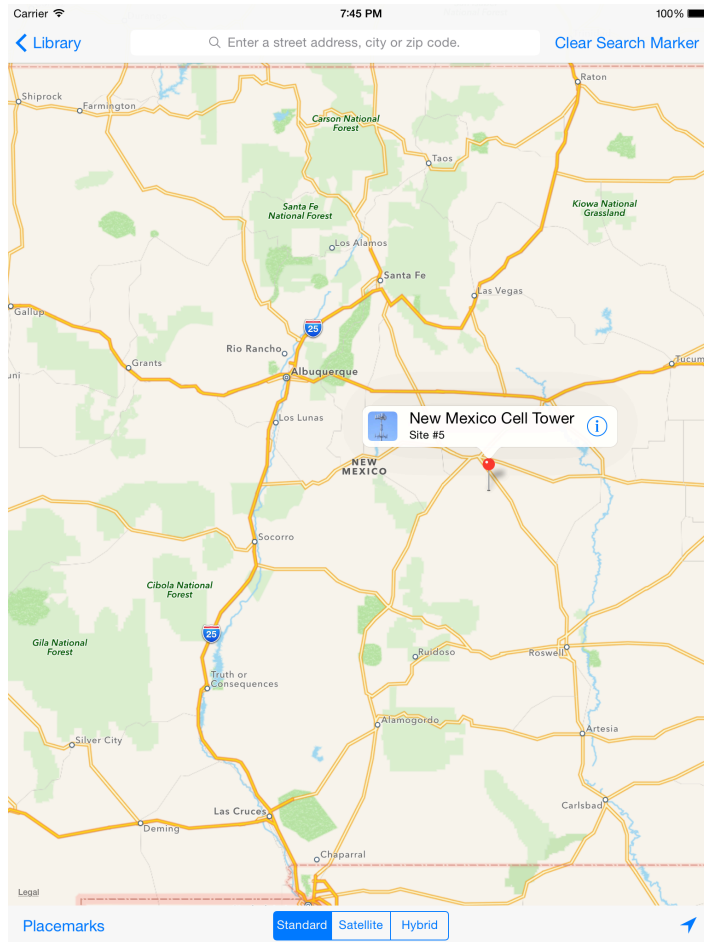 Carrier 7:45 PM 100%
Library Enter a street address, city or zip code. Clear Search Marker
Raton
Shiprock
Farmington
Carson National
Forest
Taos
Santa Fe
National Forest
Kiowa National
Grassland
Los Alamos
Santa Fe
Las Vegas
Gallup
25
Rio Rancho
Grants
Tucum
uni
Albuquerque
Los Lunas
New Mexico Cell Tower
Site #5
NEW
MEXICO
Socorro
Cibola National
Forest
25
Gila National
Forest
Ruidoso
Roswell
Truth or
Consequences
Alamogordo
Artesia
Silver City
Carlsbad
Las Cruces
Deming
Chaparral
Legal
Placemarks Standard Satellite Hybrid